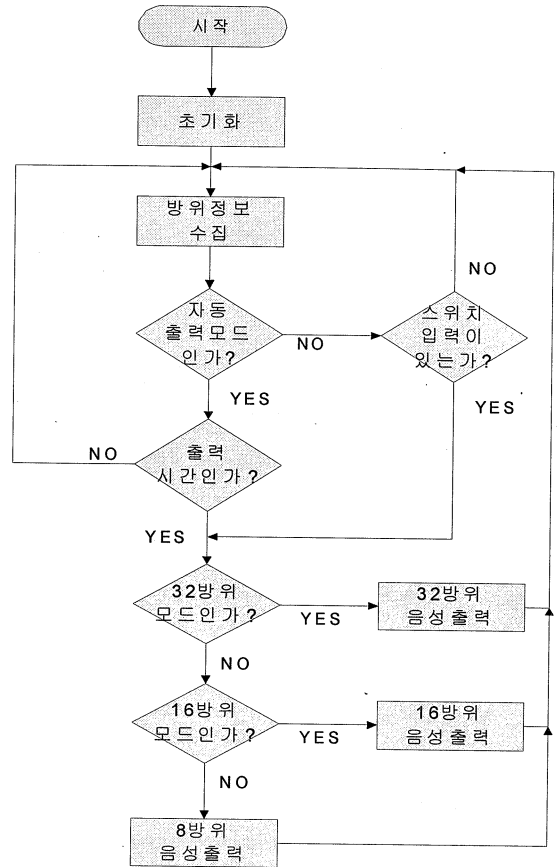 시작
초기화
방위정보
수집
NO
자동
출력모드
인가?
NO
스위치
입력이
있는가?
YES
YES
NO
출력
시간인가?
YES
32방위
모드인가?
YES
32방위
음성출력
NO
16방위
모드인가?
YES
16방위
음성출력
NO
8방위
음성출력